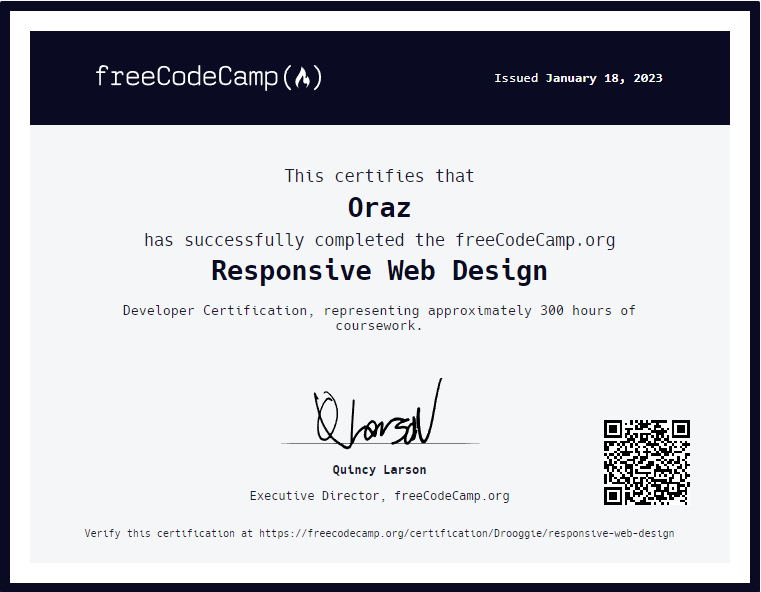 freeCodeCamp(🔥)
Issued January 18, 2023
This certifies that
Oraz
has successfully completed the freeCodeCamp.org
Responsive Web Design
Developer Certification, representing approximately 300 hours of
coursework.
Q Larson
Quincy Larson
Executive Director, freeCodeCamp.org
Verify this certification at https://freecodecamp.org/certification/Drooggie/responsive-web-design